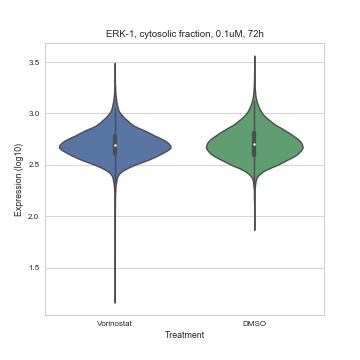 ERK-1, cytosolic fraction, 0.1uM, 72h
3.5
3.0
2.5
2.0
1.5
Expression (log10)
Vorinostat DMSO
Treatment